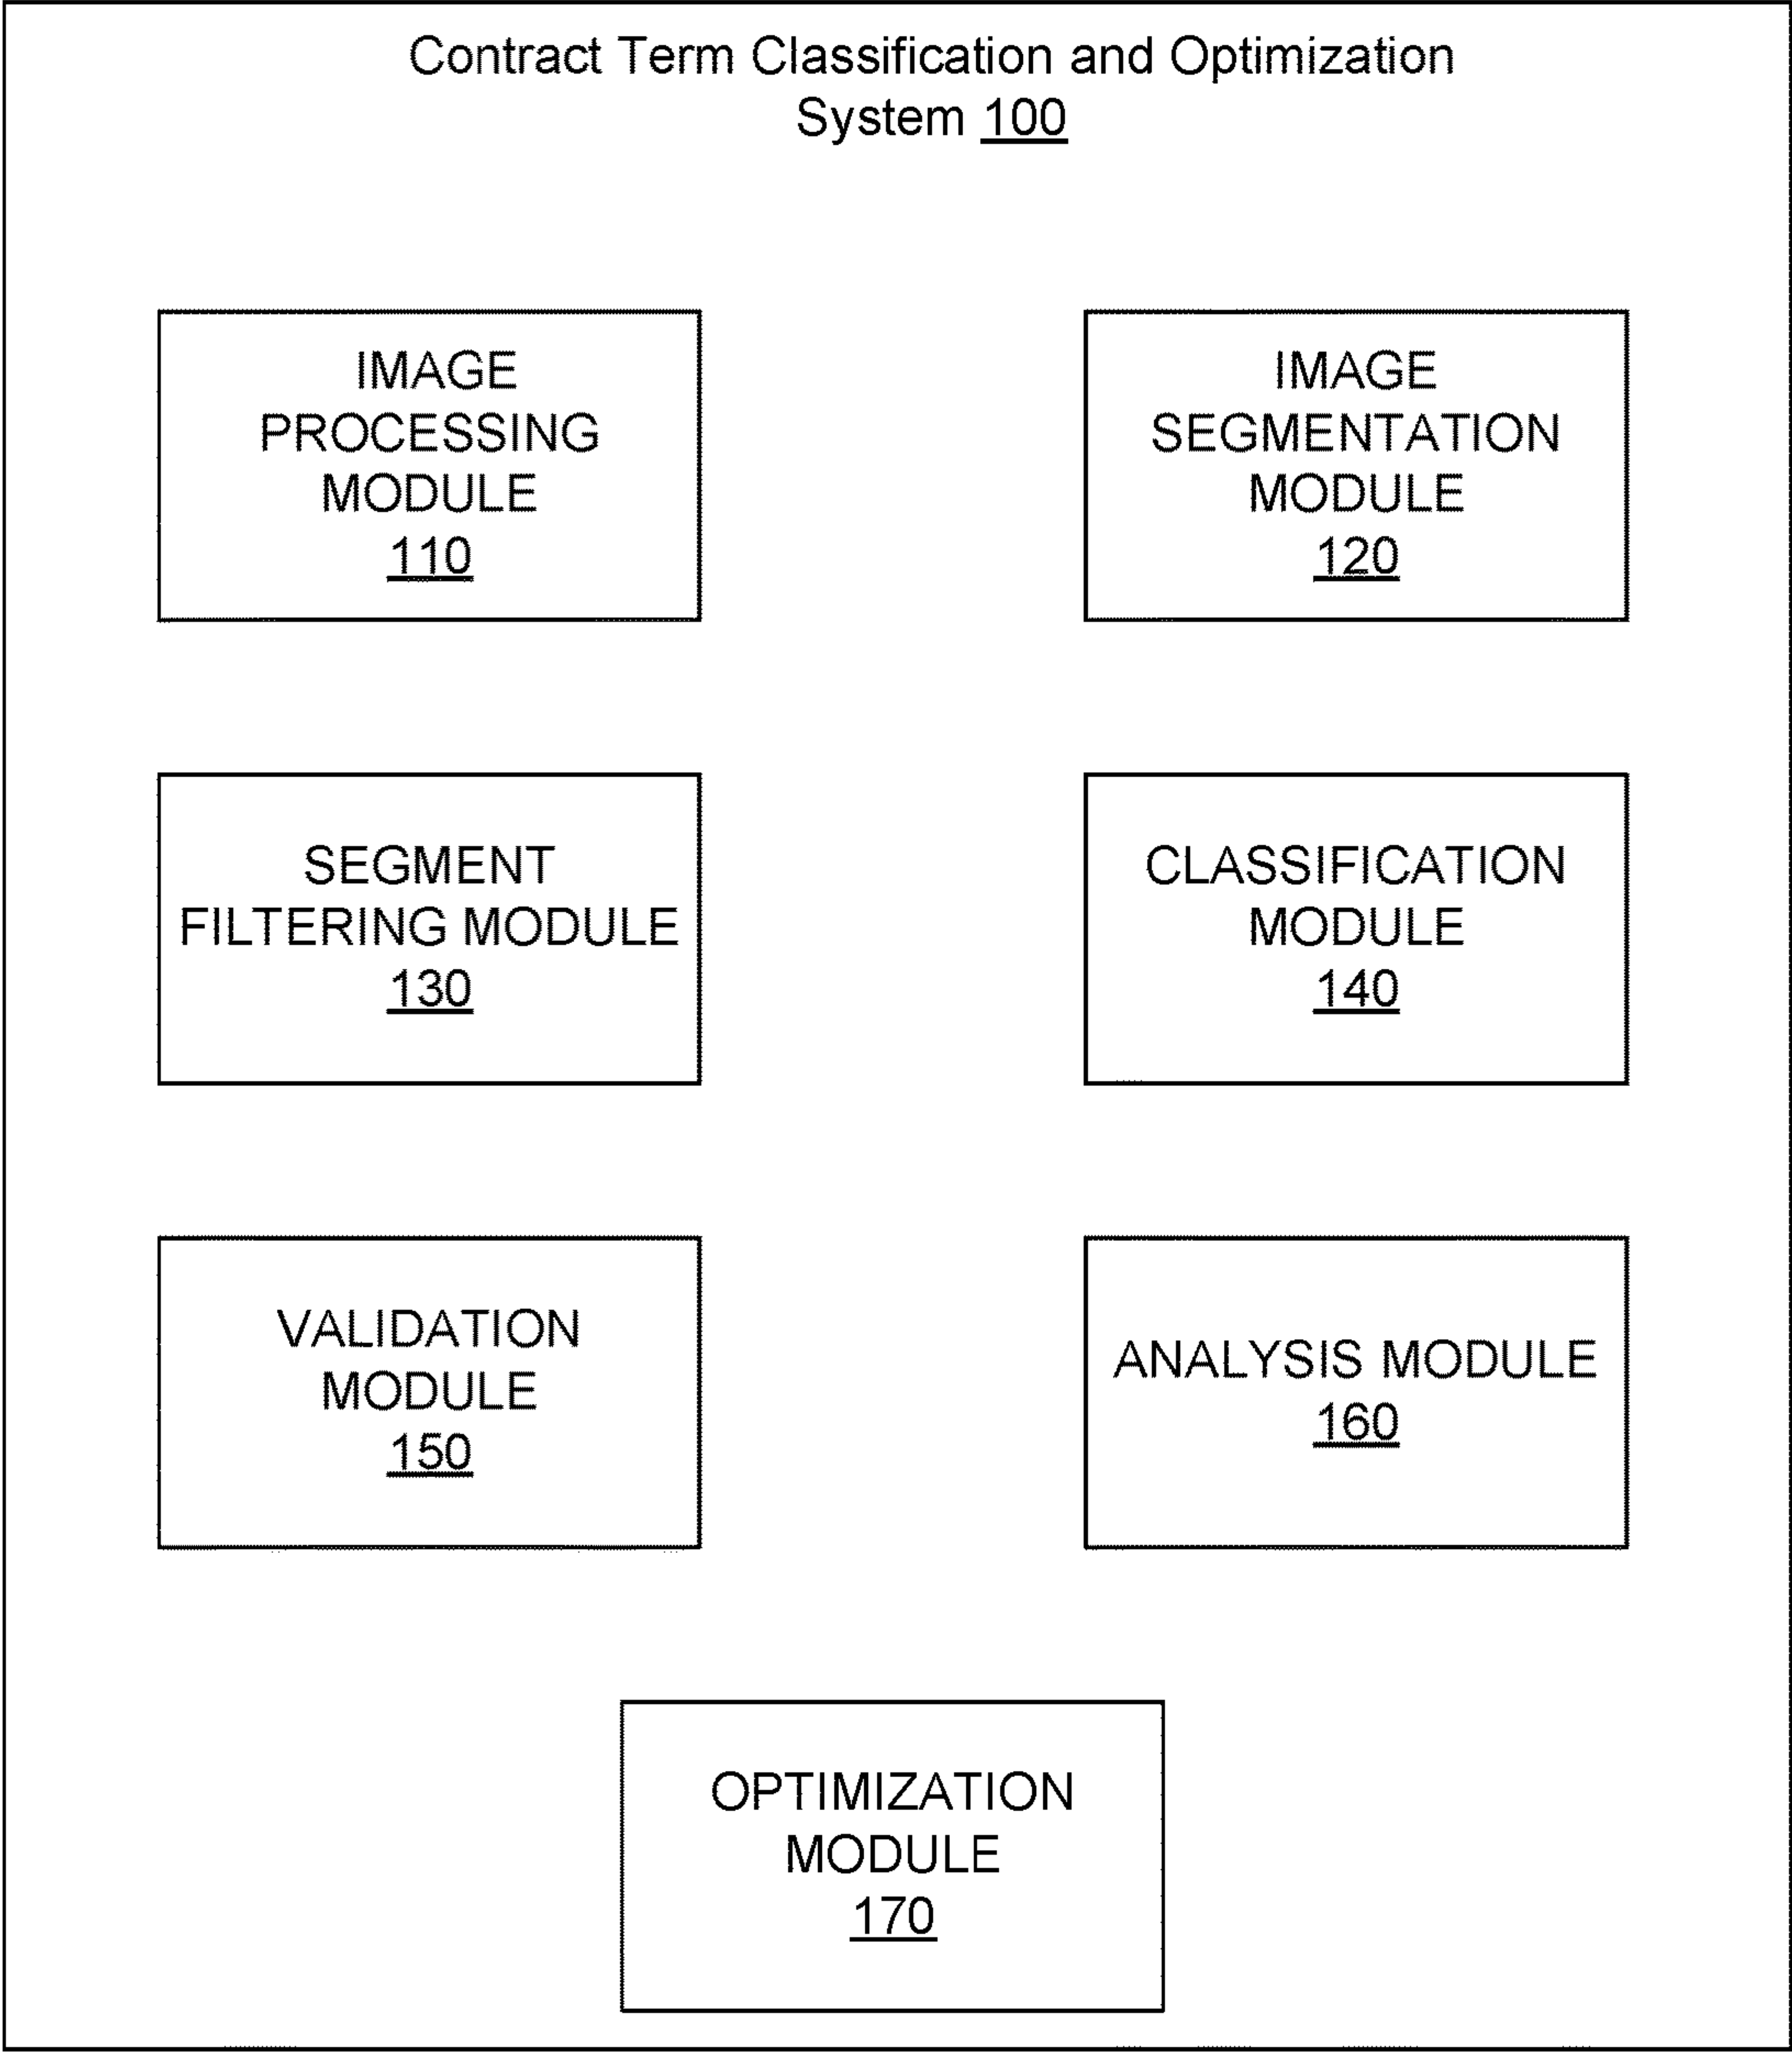 Contract Term Classification and Optimization
System 100
IMAGE
PROCESSING
MODULE
110
IMAGE
SEGMENTATION
MODULE
120
SEGMENT
FILTERING MODULE
130
CLASSIFICATION
MODULE
140
VALIDATION
MODULE
150
ANALYSIS MODULE
160
OPTIMIZATION
MODULE
170